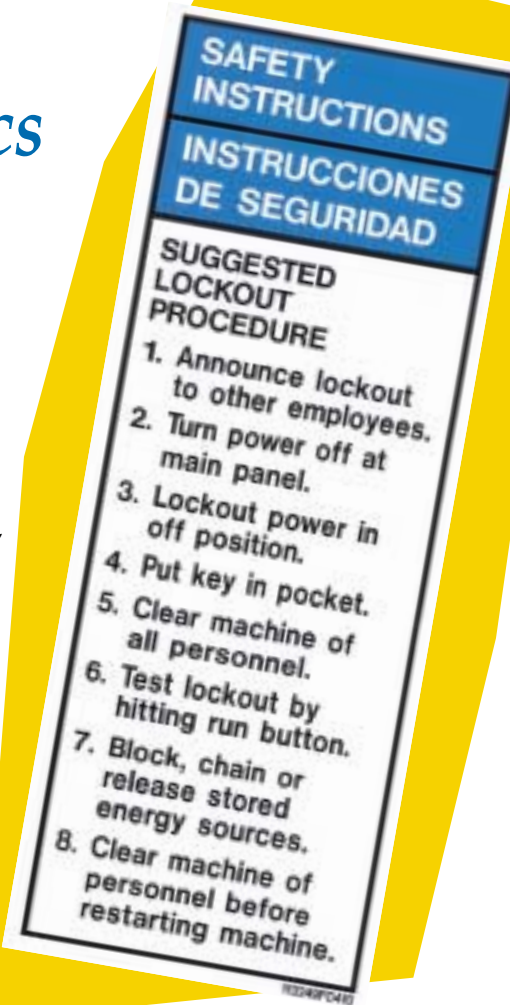 cs
SAFETY
INSTRUCTIONS
INSTRUCCIONES
DE SEGURIDAD
SUGGESTED
LOCKOUT
PROCEDURE
1. Announce lockout
to other employees.
2. Turn power off at
main panel.
3. Lockout power in
off position.
4. Put key in pocket.
5. Clear machine of
all personnel.
6. Test lockout by
hitting run button.
7. Block, chain or
release stored
energy sources.
8. Clear machine of
personnel before
restarting machine.